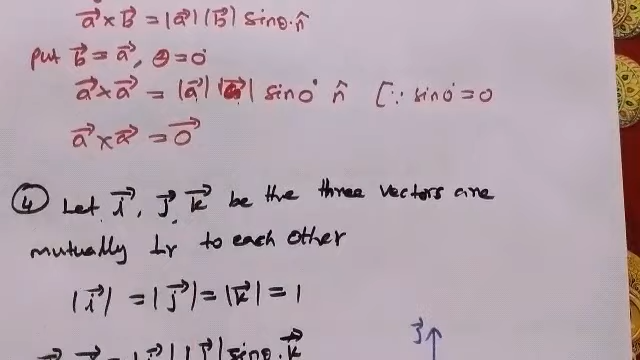 a⃗ × b⃗ = |a⃗| |b⃗| sinθ · n̂
put b⃗ = a⃗, θ = 0°
a⃗ × a⃗ = |a⃗| |a⃗| sin0° n̂ [∵ sin0° = 0
a⃗ × a⃗ = 0⃗
④ Let i⃗, j⃗, k⃗ be the three vectors are
mutually ⊥r to each other
|i⃗| = |j⃗| = |k⃗| = 1
j⃗
i⃗ × j⃗ = |i⃗| |j⃗| sinθ · k⃗